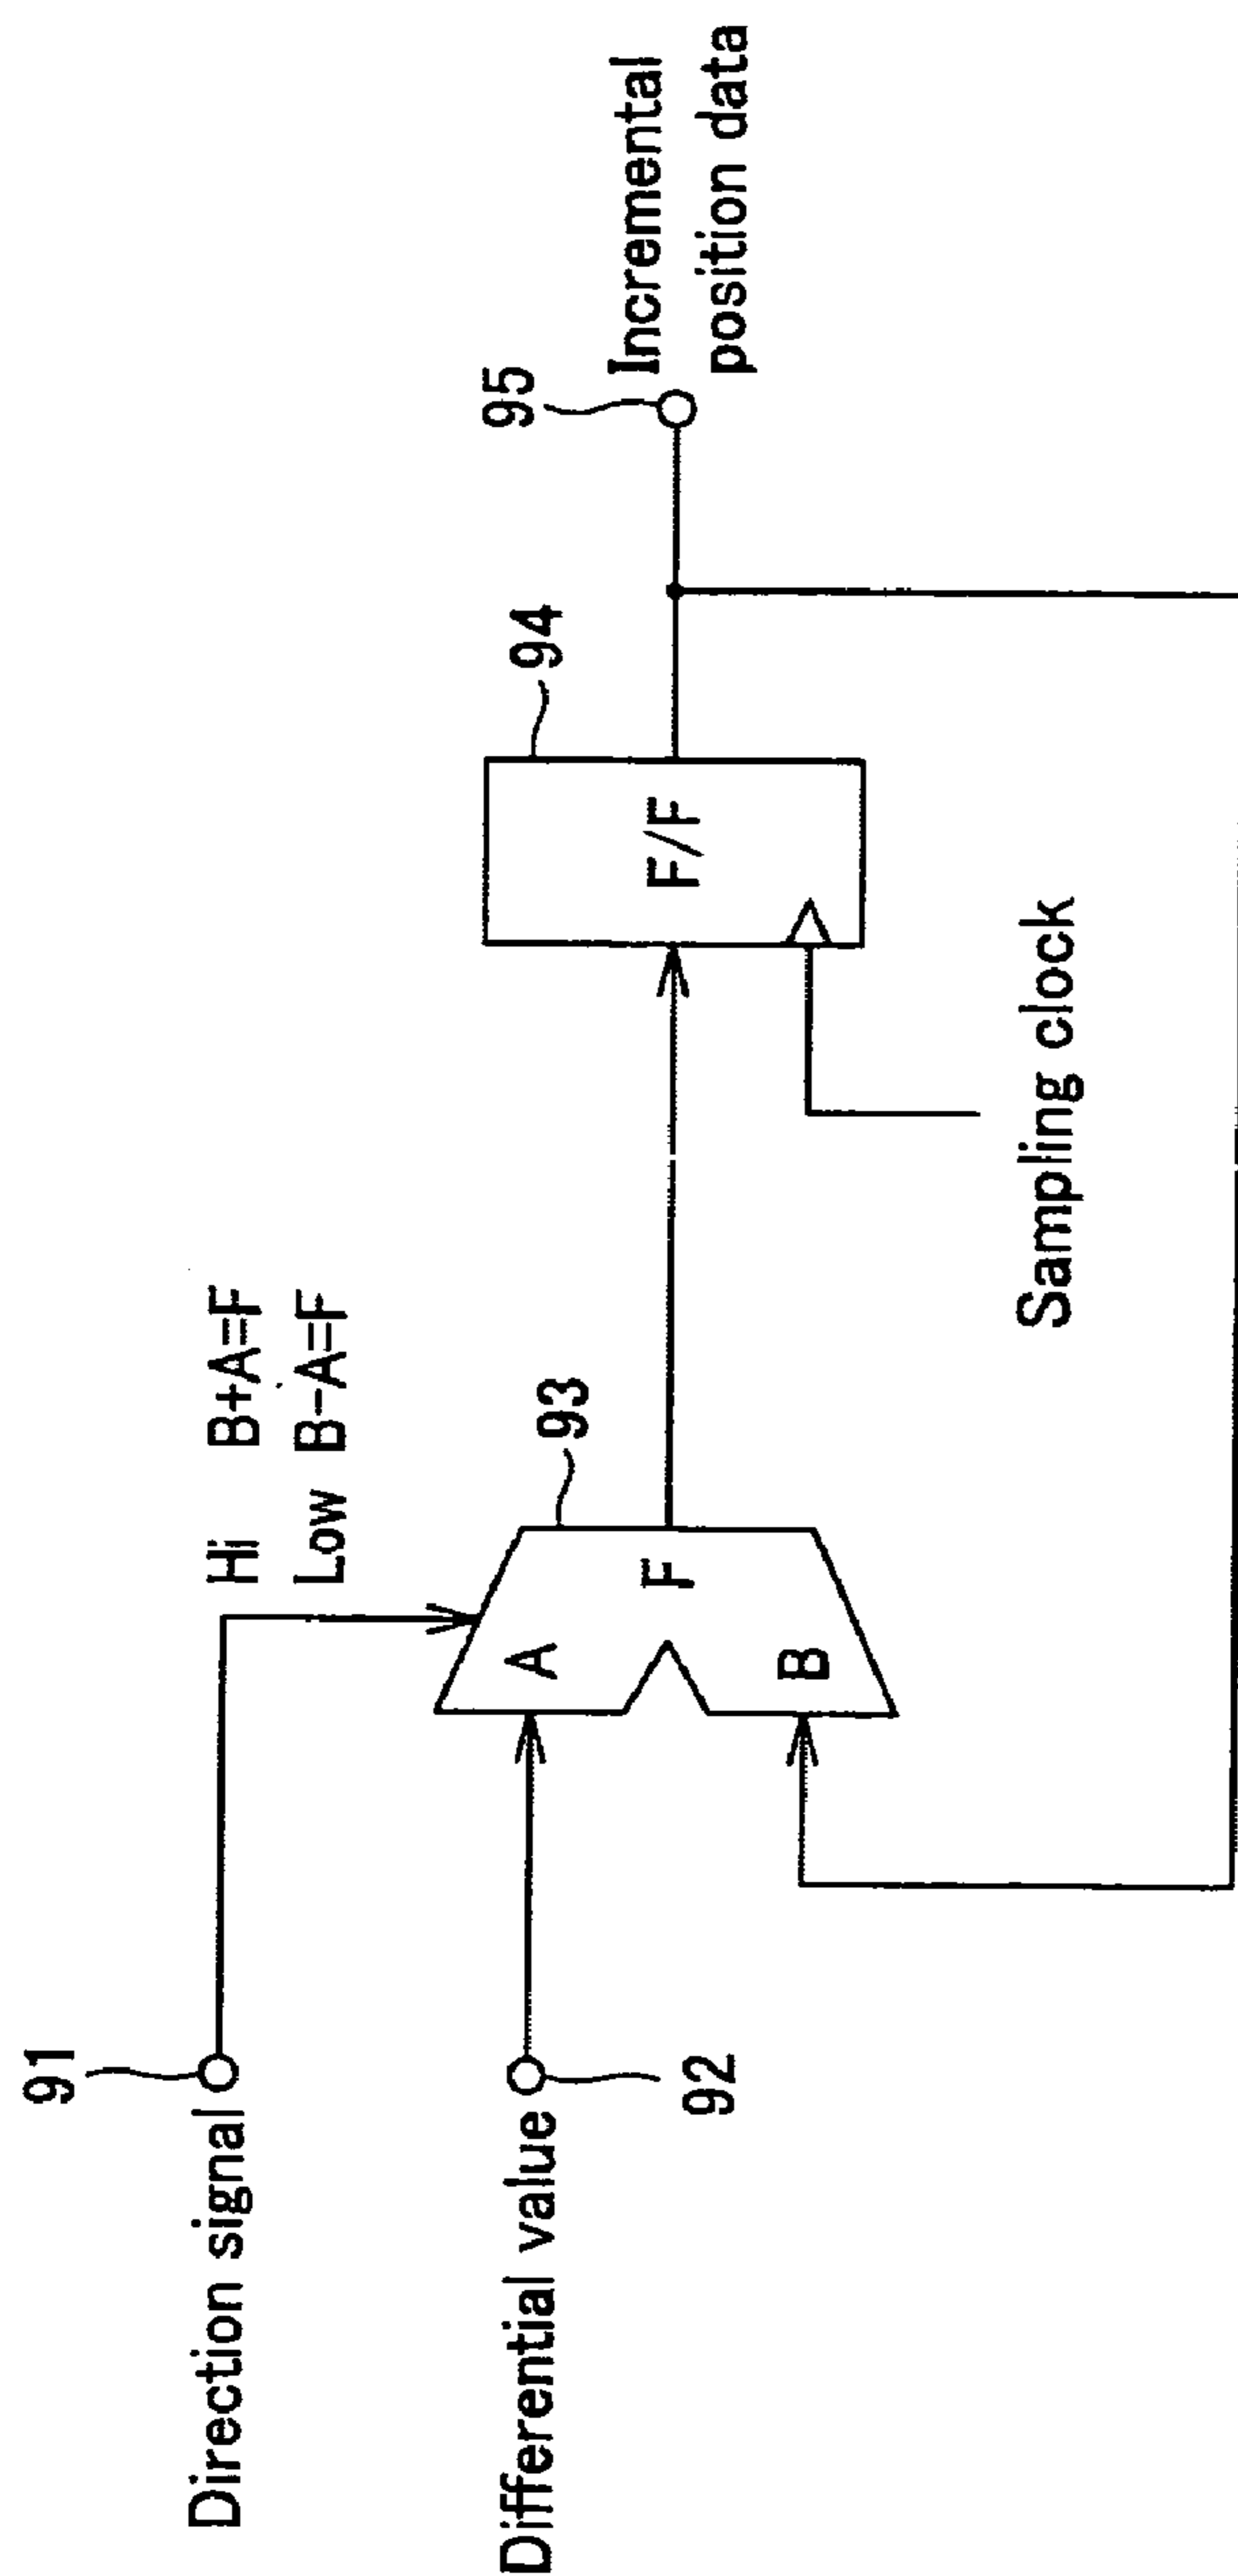 91
Direction signal
Hi B+A=F
Low B-A=F
Differential value
92
A
B
F
93
F/F
94
Sampling clock
95
Incremental
position data